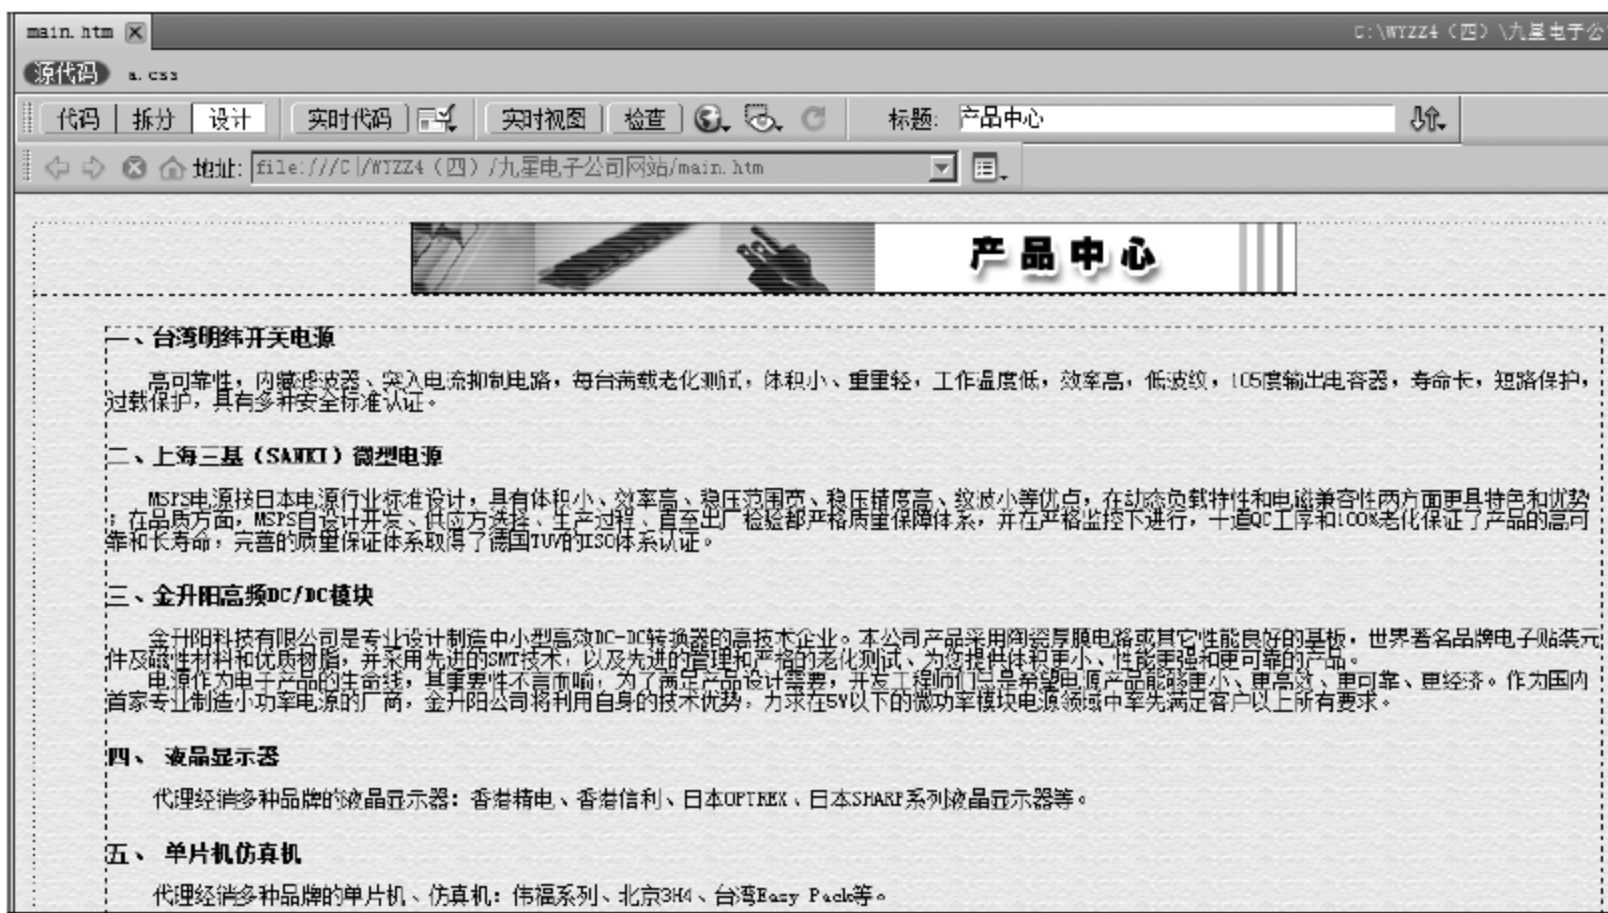 main.htm
C:\WYZZ4（四）\九星电子公
源代码 a.css
代码 拆分 设计 实时代码 实时视图 检查 标题: 产品中心
地址: file:///C|/WYZZ4（四）/九星电子公司网站/main.htm
产品中心
一、台湾明纬开关电源
高可靠性，内藏虑波器、突入电流抑制电路，每台满载老化测试，体积小、重量轻，工作温度低，效率高，低波纹，105度输出电容器，寿命长，短路保护，
过载保护，具有多种安全标准认证。
二、上海三基（SANKI）微型电源
MSPS电源按日本电源行业标准设计，具有体积小、效率高、稳压范围宽、稳压精度高、纹波小等优点，在动态负载特性和电磁兼容性两方面更具特色和优势
；在品质方面，MSPS自设计开发、供应方选择、生产过程、直至出厂检验都严格质量保障体系，并在严格监控下进行，十道QC工序和100%老化保证了产品的高可
靠和长寿命，完善的质量保证体系取得了德国TUV的ISO体系认证。
三、金升阳高频DC/DC模块
金升阳科技有限公司是专业设计制造中小型高效DC-DC转换器的高技术企业。本公司产品采用陶瓷厚膜电路或其它性能良好的基板，世界著名品牌电子贴装元
件及磁性材料和优质树脂，并采用先进的SMT技术，以及先进的管理和严格的老化测试、为您提供体积更小、性能更强和更可靠的产品。
电源作为电子产品的生命线，其重要性不言而喻，为了满足产品设计需要，开发工程师们总是希望电源产品能够更小、更高效、更可靠、更经济。作为国内
首家专业制造小功率电源的厂商，金升阳公司将利用自身的技术优势，力求在5W以下的微功率模块电源领域中率先满足客户以上所有要求。
四、 液晶显示器
代理经销多种品牌的液晶显示器：香港精电、香港信利、日本OPTREX、日本SHARP系列液晶显示器等。
五、 单片机仿真机
代理经销多种品牌的单片机、仿真机：伟福系列、北京3H4、台湾Easy Pack等。